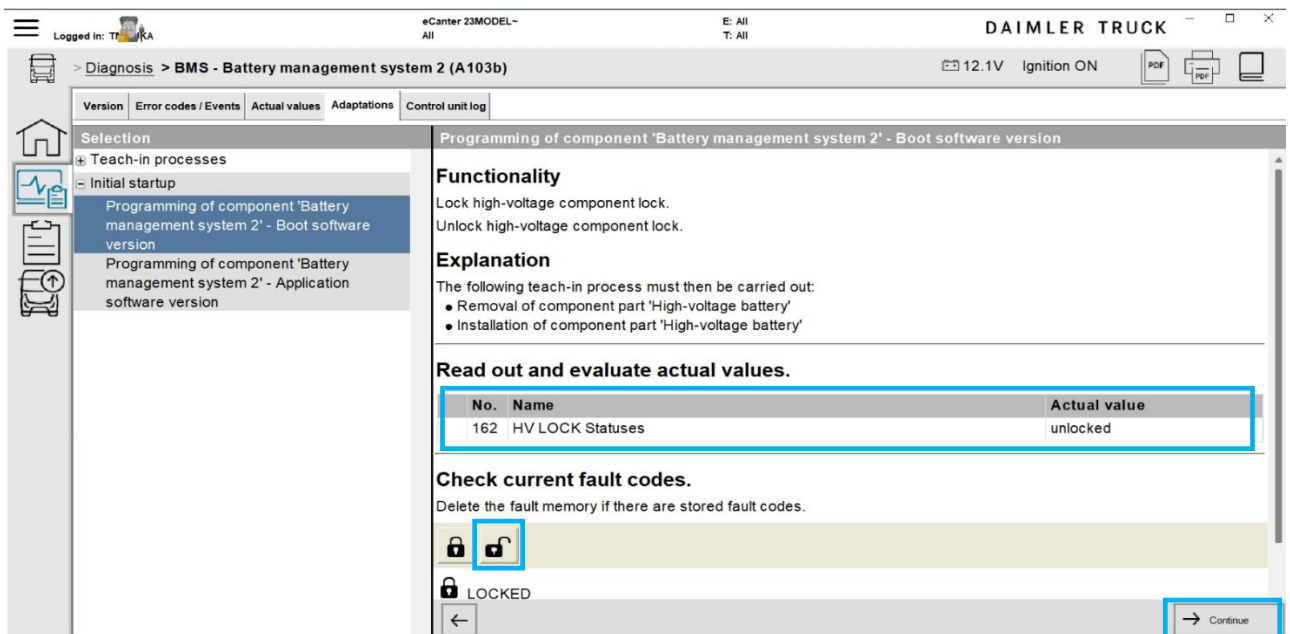 eCanter 23MODEL~
All
E: All
T: All
Logged in:
DAIMLER TRUCK
> Diagnosis > BMS - Battery management system 2 (A103b)
12.1V Ignition ON
PDF
PDF
Version Error codes / Events Actual values Adaptations Control unit log
Selection
Teach-in processes
Initial startup
Programming of component 'Battery
management system 2' - Boot software
version
Programming of component 'Battery
management system 2' - Application
software version
Programming of component 'Battery management system 2' - Boot software version
Functionality
Lock high-voltage component lock.
Unlock high-voltage component lock.
Explanation
The following teach-in process must then be carried out:
● Removal of component part 'High-voltage battery'
● Installation of component part 'High-voltage battery'
Read out and evaluate actual values.
No. Name Actual value
162 HV LOCK Statuses unlocked
Check current fault codes.
Delete the fault memory if there are stored fault codes.
LOCKED
← → Continue